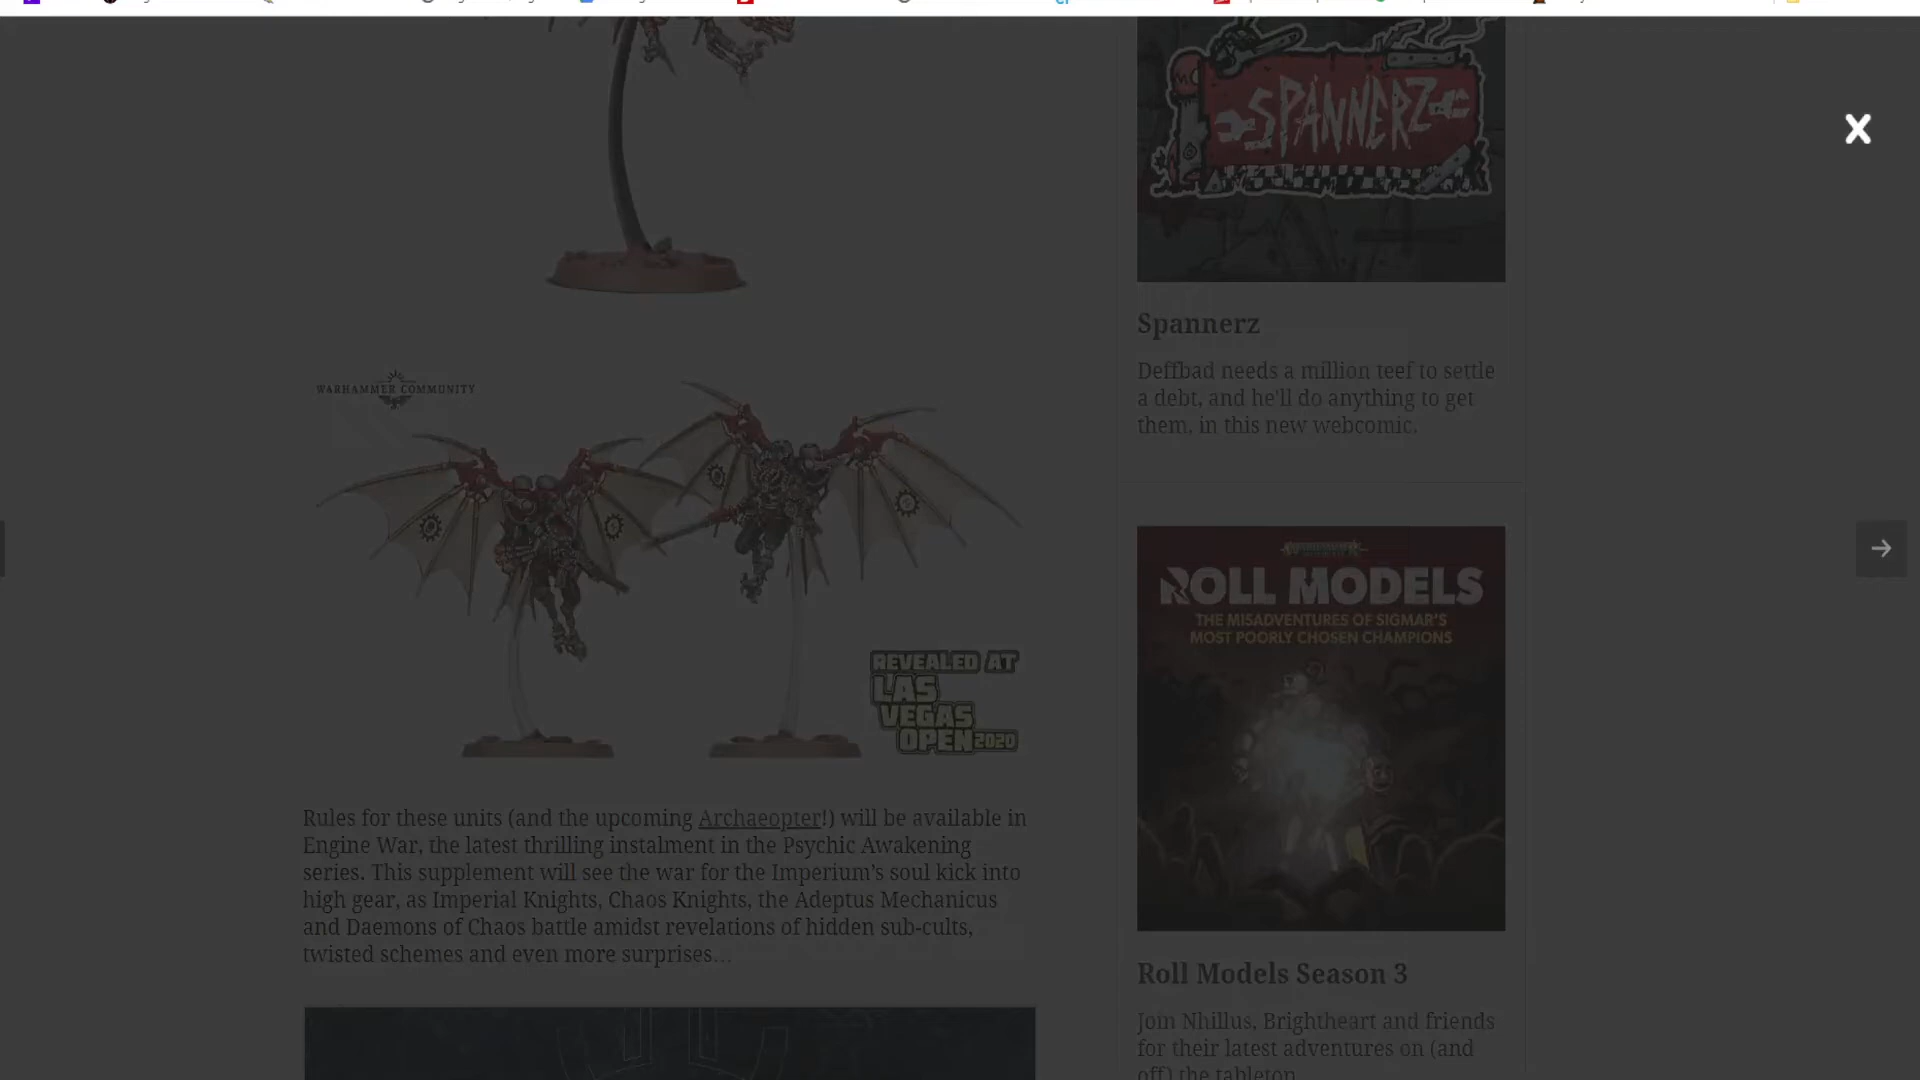 SPANNERZ
Spannerz
Deffbad needs a million teef to settle
a debt, and he'll do anything to get
them, in this new webcomic.
WARHAMMER COMMUNITY
REVEALED AT
LAS
VEGAS
OPEN 2020
Rules for these units (and the upcoming Archaeopter!) will be available in
Engine War, the latest thrilling instalment in the Psychic Awakening
series. This supplement will see the war for the Imperium’s soul kick into
high gear, as Imperial Knights, Chaos Knights, the Adeptus Mechanicus
and Daemons of Chaos battle amidst revelations of hidden sub-cults,
twisted schemes and even more surprises…
ROLL MODELS
THE MISADVENTURES OF SIGMAR'S
MOST POORLY CHOSEN CHAMPIONS
Roll Models Season 3
Join Nhillus, Brightheart and friends
for their latest adventures on (and
off) the tabletop